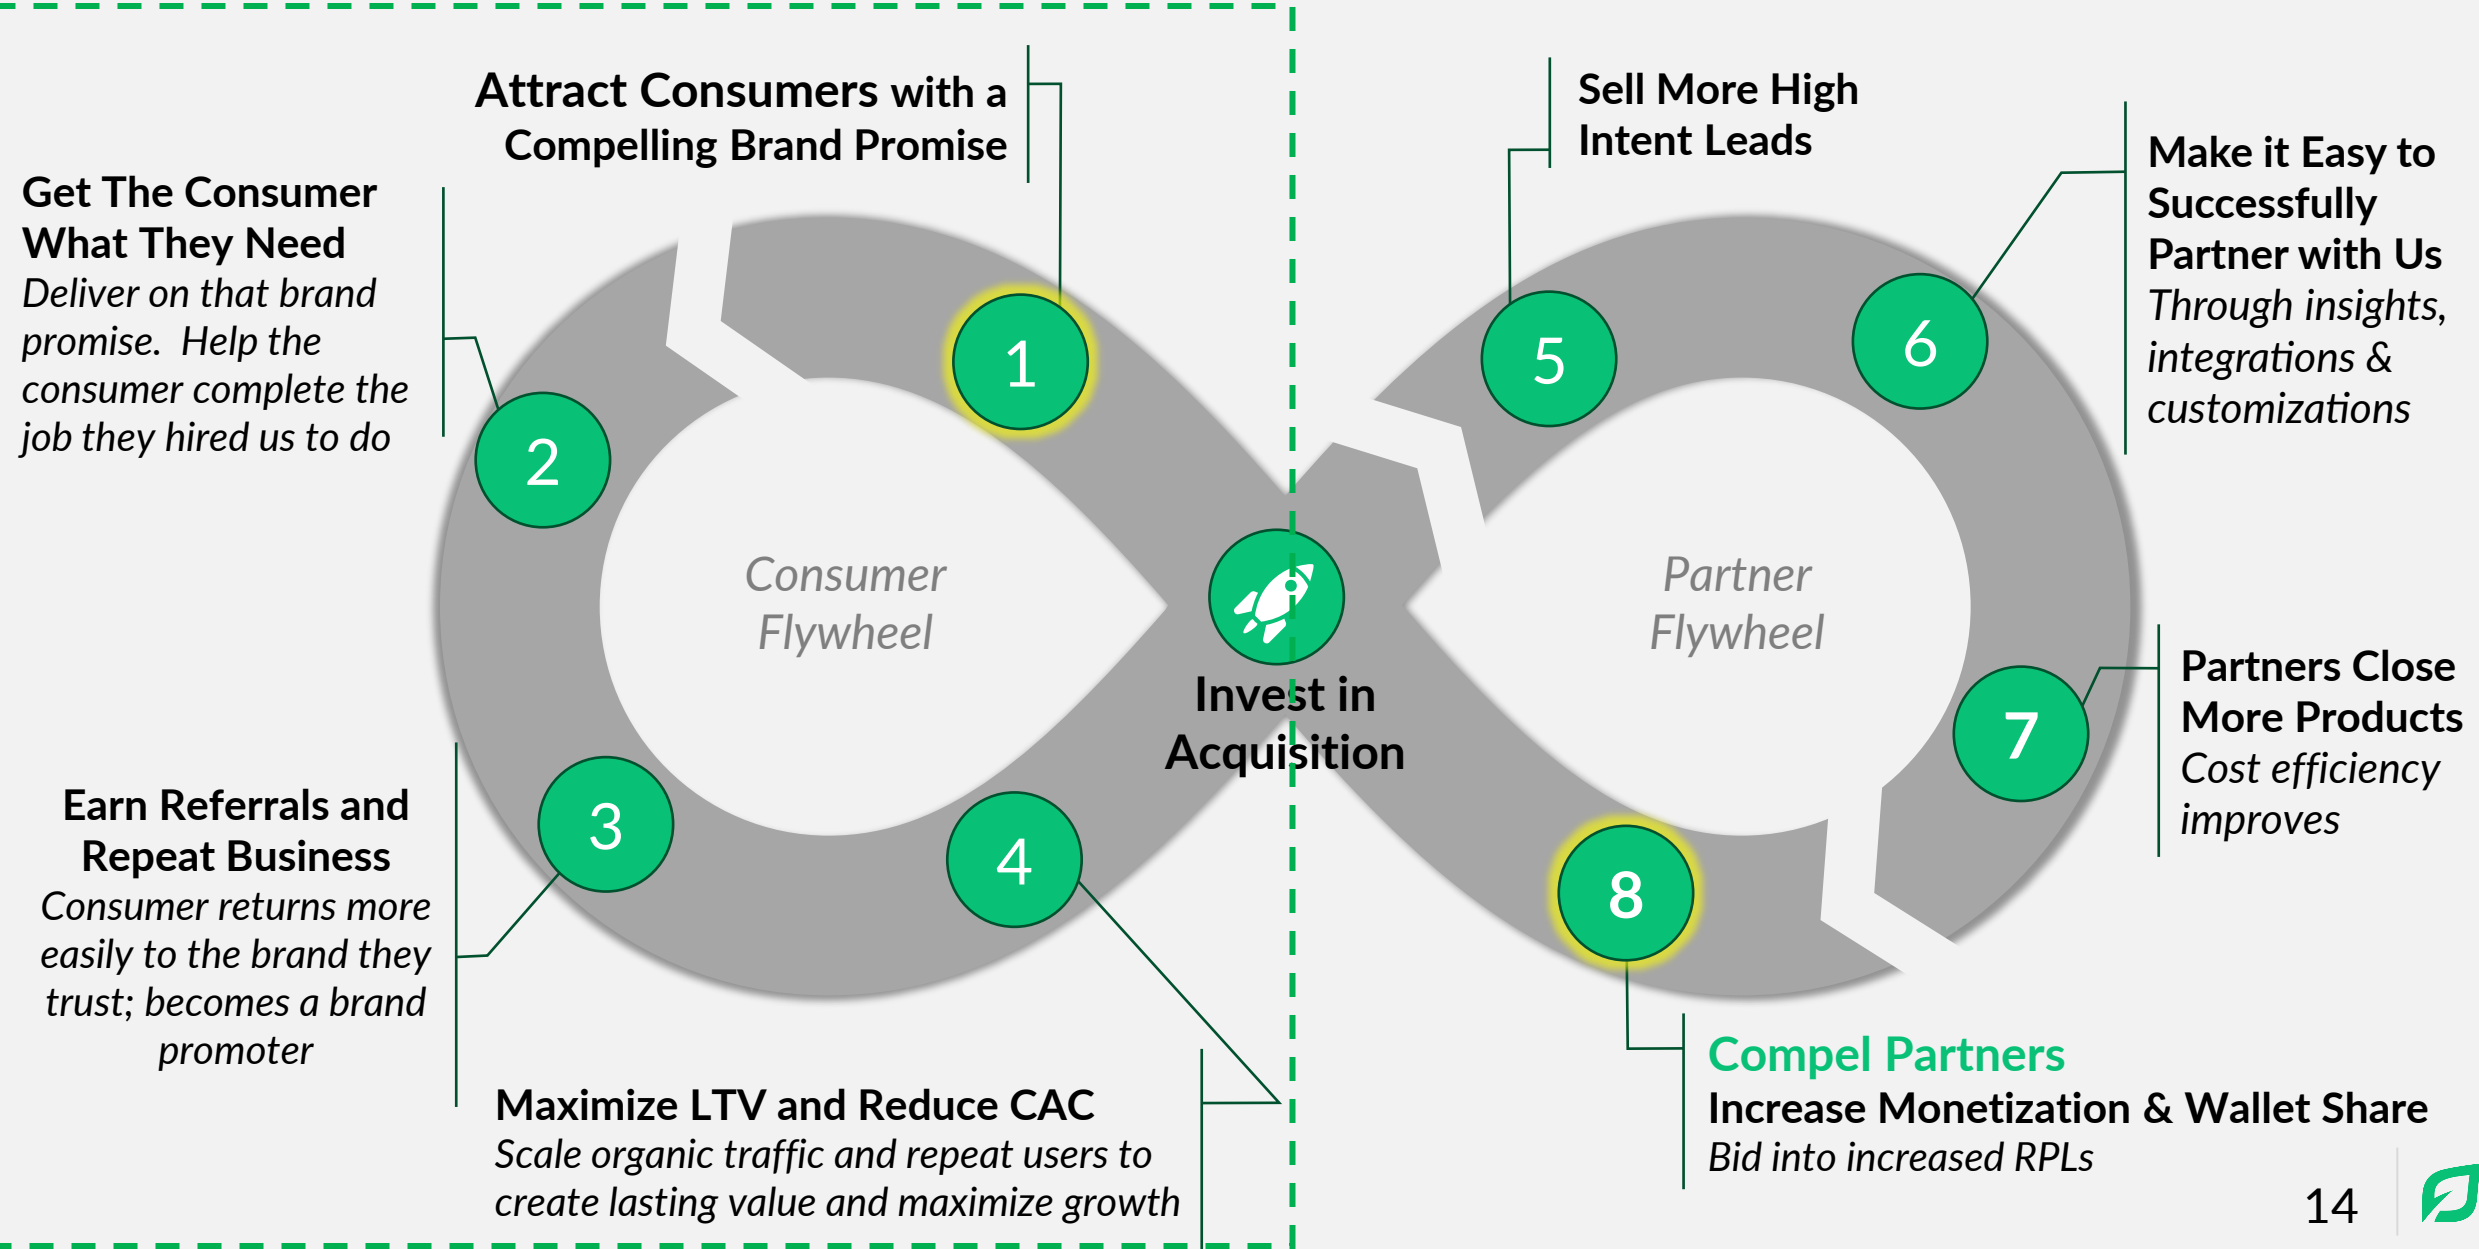 Attract Consumers with a
Compelling Brand Promise
1
Get The Consumer
What They Need
Deliver on that brand
promise.  Help the
consumer complete the
job they hired us to do
2
Earn Referrals and
Repeat Business
Consumer returns more
easily to the brand they
trust; becomes a brand
promoter
3
Maximize LTV and Reduce CAC
Scale organic traffic and repeat users to
create lasting value and maximize growth
4
Consumer
Flywheel
Invest in
Acquisition
Sell More High
Intent Leads
5
Make it Easy to
Successfully
Partner with Us
Through insights,
integrations &
customizations
6
Partner
Flywheel
Partners Close
More Products
Cost efficiency
improves
7
8
Compel Partners
Increase Monetization & Wallet Share
Bid into increased RPLs
14